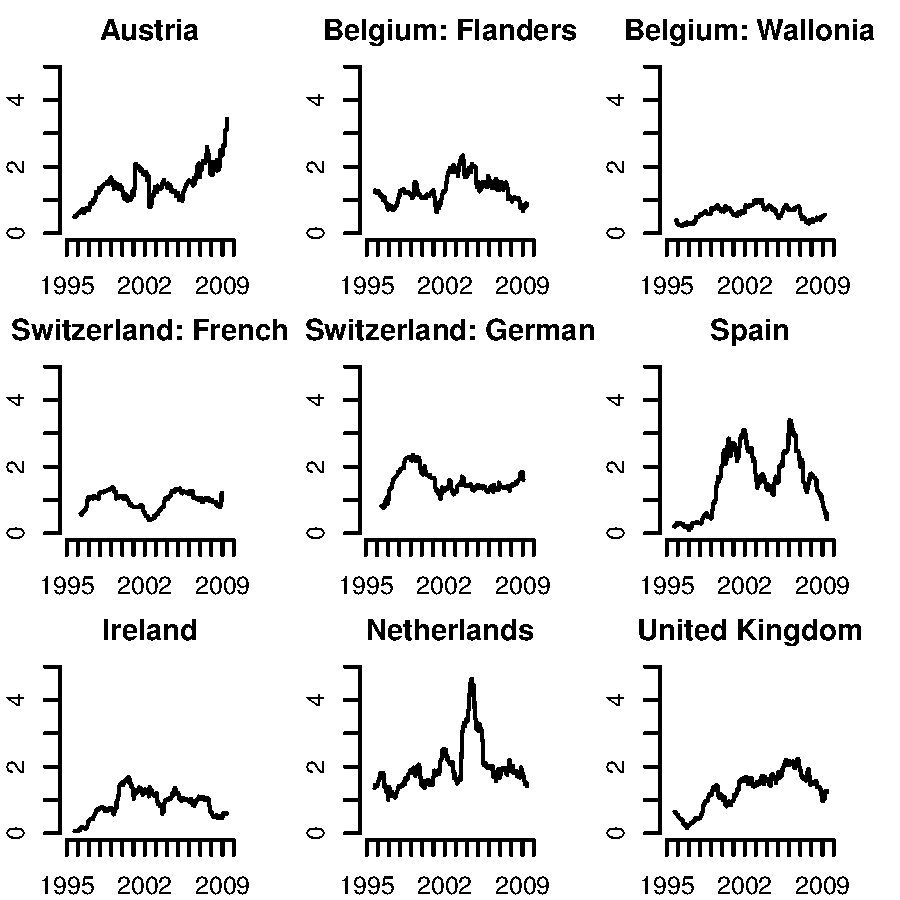 Austria
Belgium: Flanders
Belgium: Wallonia
4
2
0
1995 2002 2009
4
2
0
1995 2002 2009
4
2
0
1995 2002 2009
Switzerland: French
Switzerland: German
Spain
4
2
0
1995 2002 2009
4
2
0
1995 2002 2009
4
2
0
1995 2002 2009
Ireland
Netherlands
United Kingdom
4
2
0
1995 2002 2009
4
2
0
1995 2002 2009
4
2
0
1995 2002 2009